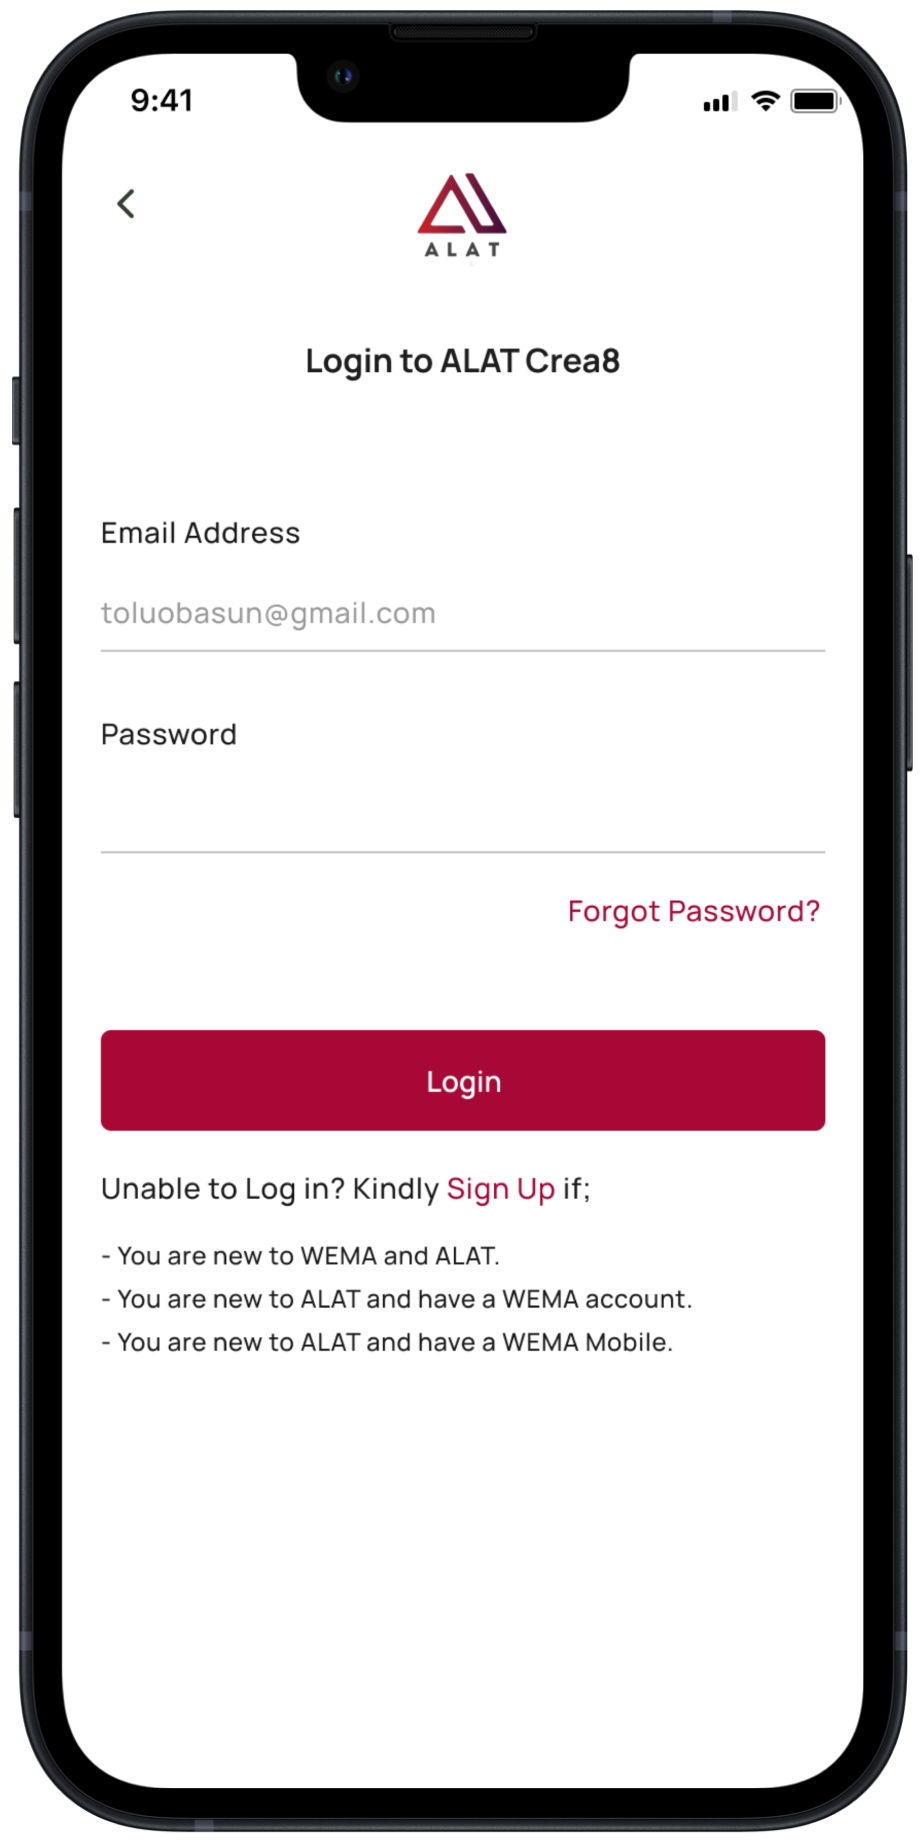 9:41
ALAT
Login to ALAT Crea8
Email Address
toluobasun@gmail.com
Password
Forgot Password?
Login
Unable to Log in? Kindly Sign Up if;
- You are new to WEMA and ALAT.
- You are new to ALAT and have a WEMA account.
- You are new to ALAT and have a WEMA Mobile.